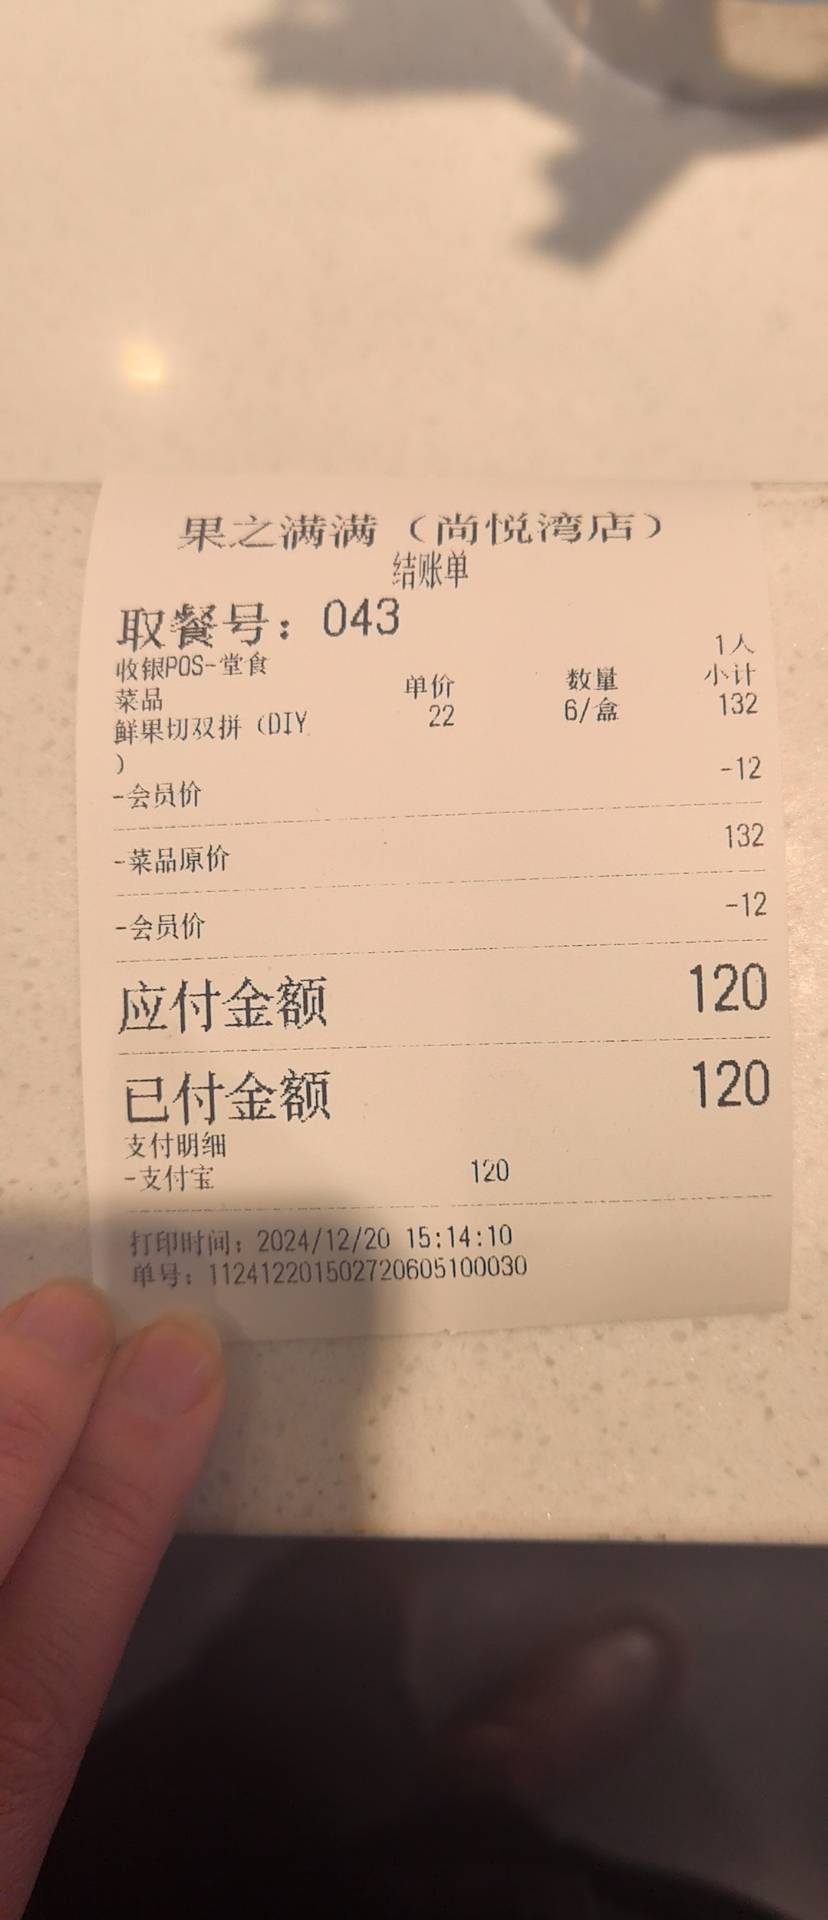 果之满满（尚悦湾店）
结账单
取餐号：043
1人
收银POS-堂食
菜品 单价 数量 小计
鲜果切双拼（DIY 22 6/盒 132
）
-会员价 -12
-菜品原价 132
-会员价 -12
应付金额 120
已付金额 120
支付明细
-支付宝 120
打印时间：2024/12/20 15:14:10
单号：112412201502720605100030